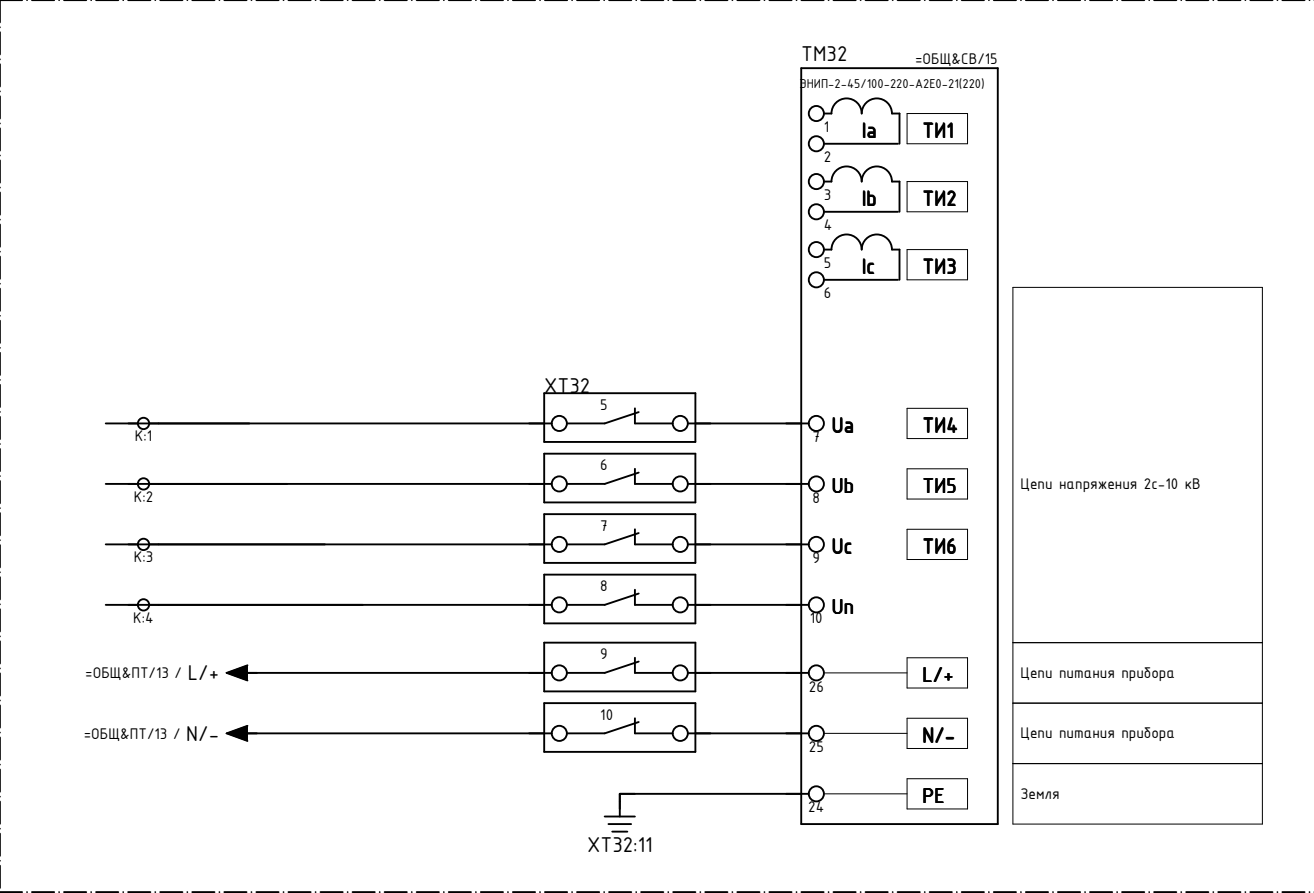 TM32
=ОБЩ&СВ/15
ЭНИП-2-45/100-220-А2Е0-21(220)
1
Ia
ТИ1
2
3
Ib
ТИ2
4
5
Ic
ТИ3
6
XT32
5
K:1
7
Ua
ТИ4
6
K:2
8
Ub
ТИ5
Цепи напряжения 2с-10 кВ
7
K:3
9
Uc
ТИ6
8
K:4
10
Un
=ОБЩ&ПТ/13 / L/+
9
26
L/+
Цепи питания прибора
=ОБЩ&ПТ/13 / N/-
10
25
N/-
Цепи питания прибора
24
PE
Земля
XT32:11